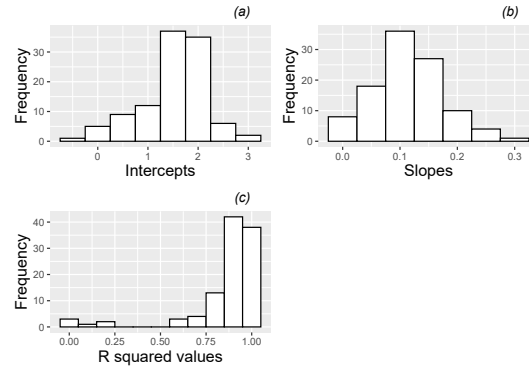 (a)
Frequency
30
20
10
0
0 1 2 3
Intercepts
(b)
Frequency
30
20
10
0
0.0 0.1 0.2 0.3
Slopes
(c)
Frequency
40
30
20
10
0
0.00 0.25 0.50 0.75 1.00
R squared values